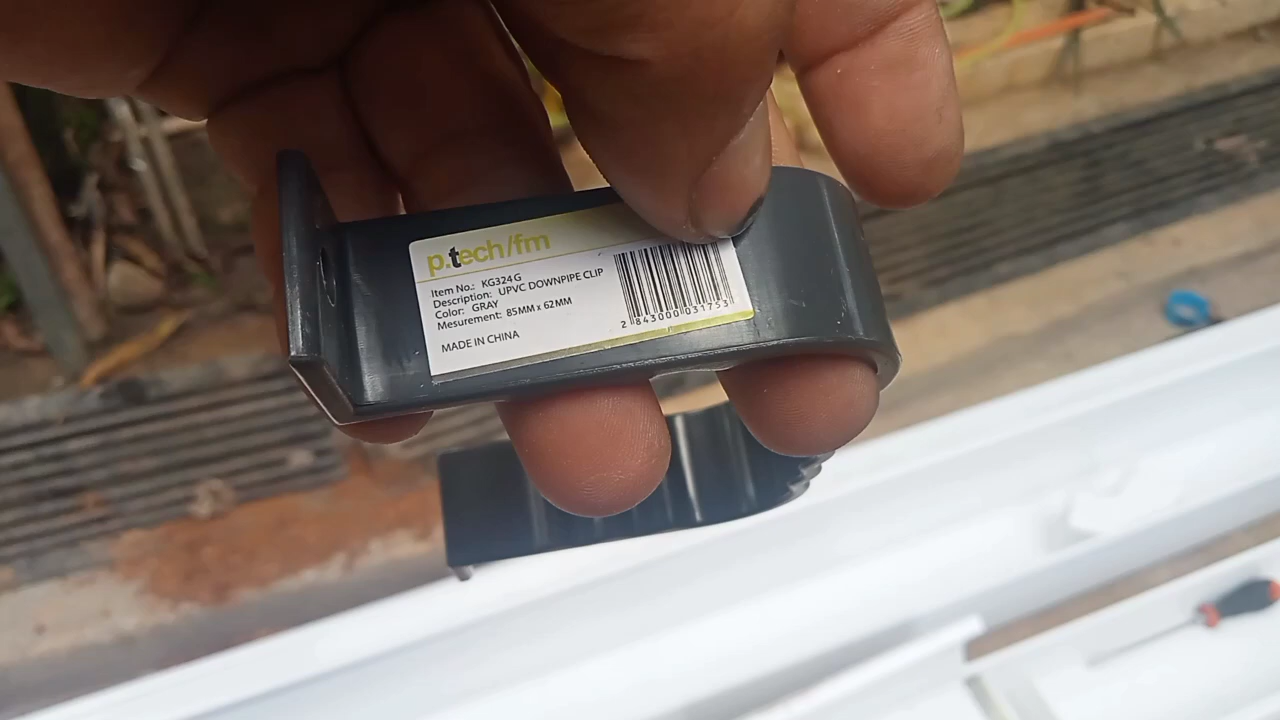 p.tech/fm
Item No.: KG324G
Description: UPVC DOWNPIPE CLIP
Color: GRAY
Mesurement: 85MM x 62MM
MADE IN CHINA
2 843000 031753